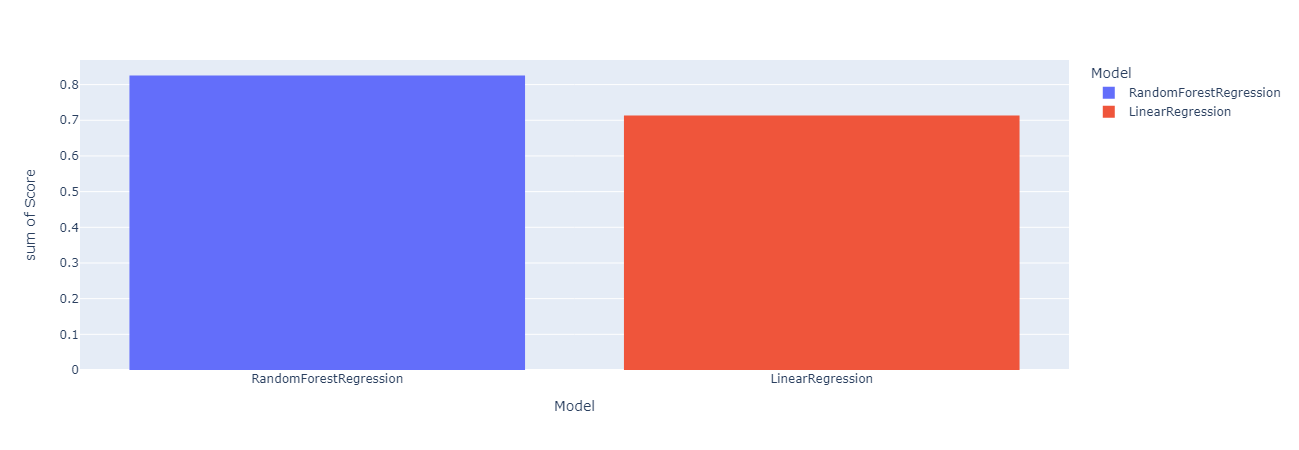 sum of Score
0.8
0.7
0.6
0.5
0.4
0.3
0.2
0.1
0
RandomForestRegression
LinearRegression
Model
Model
RandomForestRegression
LinearRegression